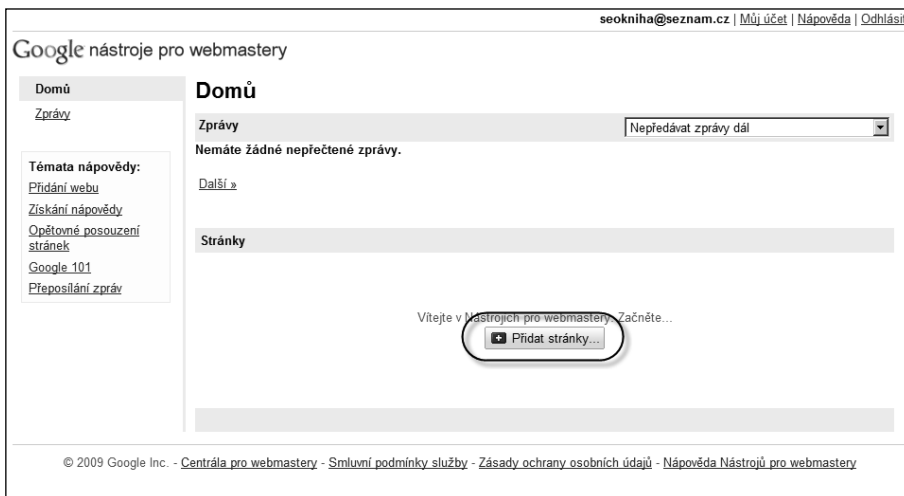 seokniha@seznam.cz | Můj účet | Nápověda | Odhlásit
Google nástroje pro webmastery
Domů
Zprávy
Témata nápovědy:
Přidání webu
Získání nápovědy
Opětovné posouzení
stránek
Google 101
Přeposílání zpráv
Domů
Zprávy
Nepředávat zprávy dál
Nemáte žádné nepřečtené zprávy.
Další »
Stránky
Vítejte v Nástrojích pro webmastery. Začněte...
Přidat stránky...
© 2009 Google Inc. - Centrála pro webmastery - Smluvní podmínky služby - Zásady ochrany osobních údajů - Nápověda Nástrojů pro webmastery